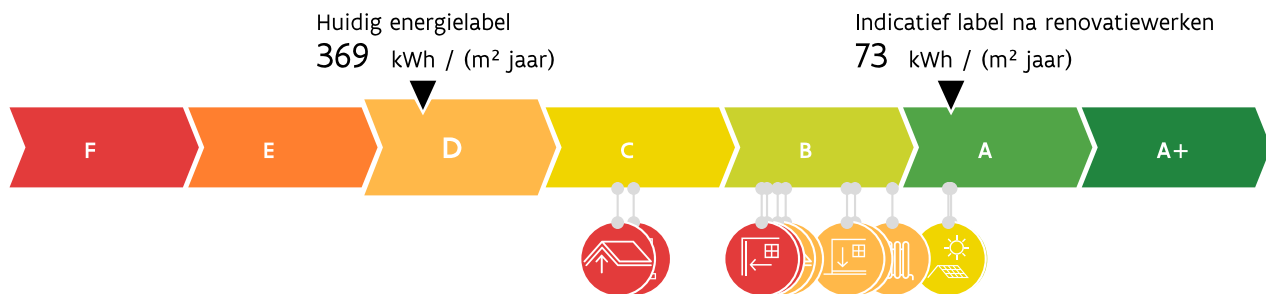 Huidig energielabel
369 kWh / (m² jaar)
Indicatief label na renovatiewerken
73 kWh / (m² jaar)
F
E
D
C
B
A
A+